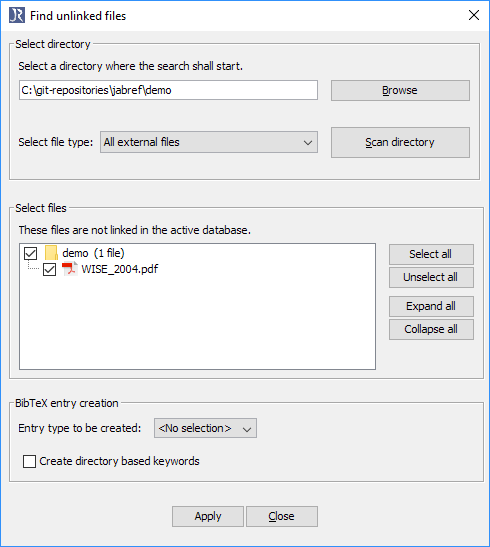 JR Find unlinked files
Select directory
Select a directory where the search shall start.
C:\git-repositories\jabref\demo Browse
Select file type: All external files Scan directory
Select files
These files are not linked in the active database.
demo (1 file) Select all
WISE_2004.pdf Unselect all
Expand all
Collapse all
BibTeX entry creation
Entry type to be created: <No selection>
Create directory based keywords
Apply Close